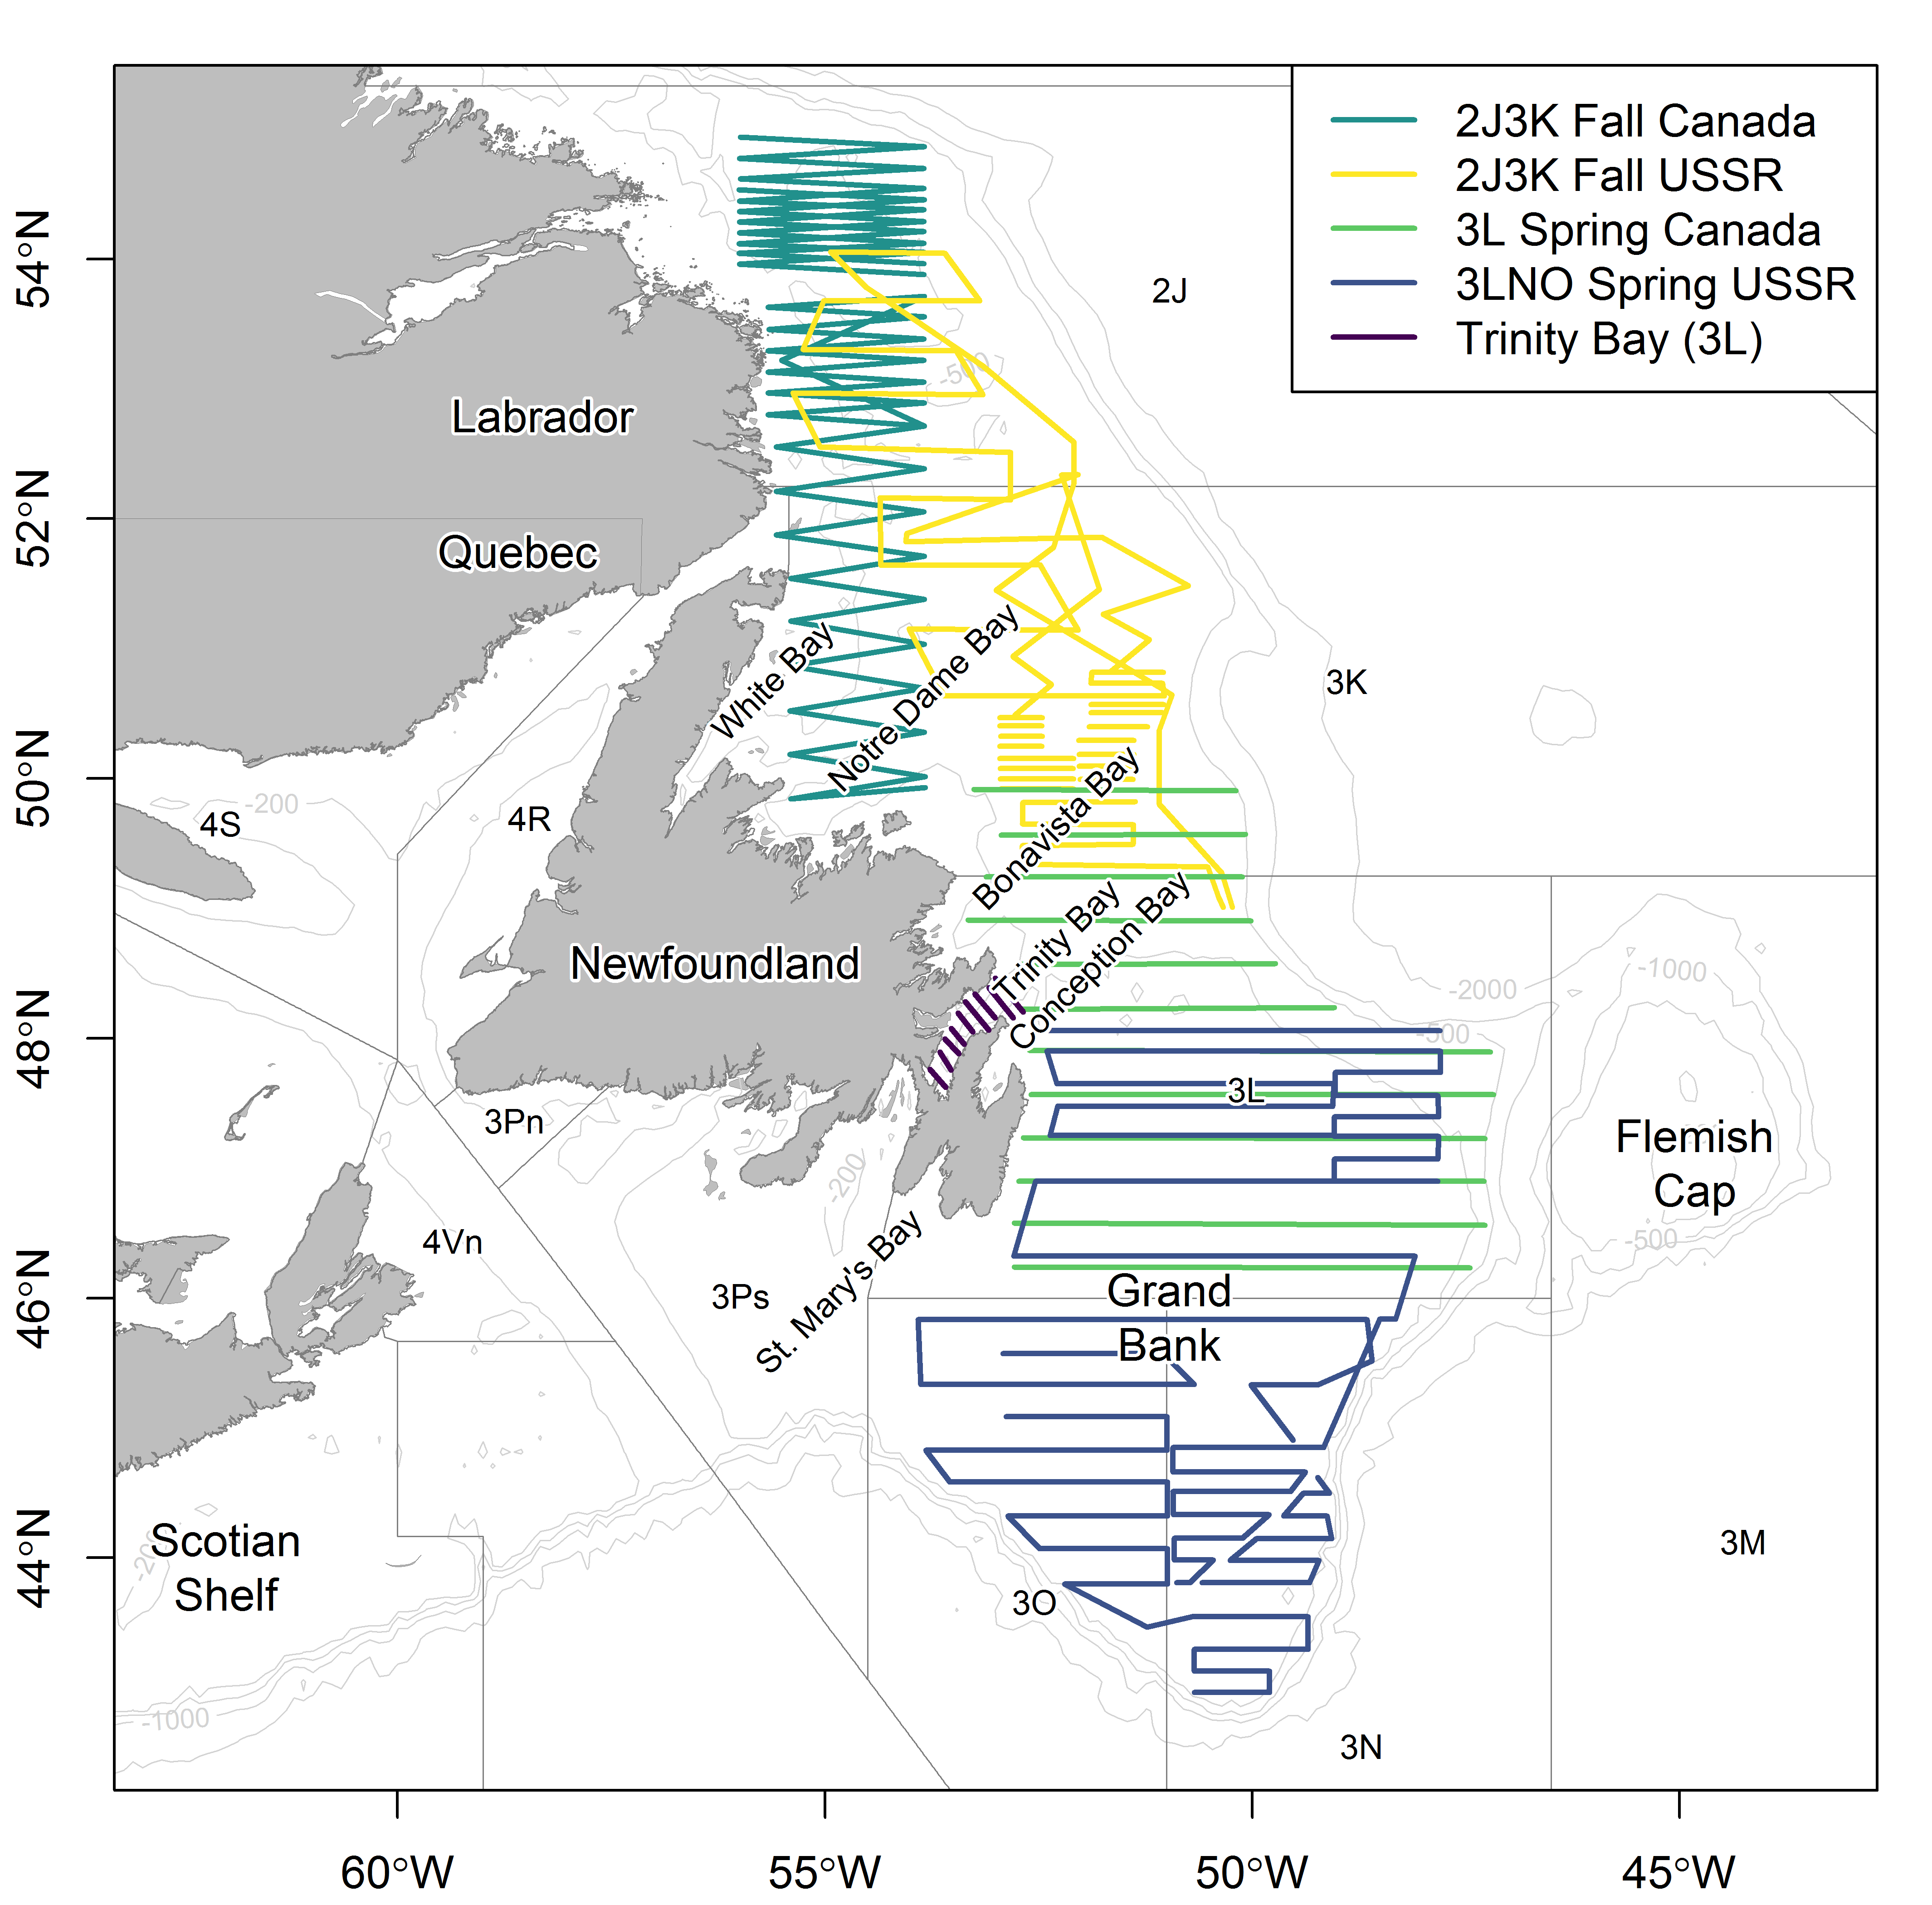 2J3K Fall Canada
2J3K Fall USSR
3L Spring Canada
3LNO Spring USSR
Trinity Bay (3L)
54°N
52°N
50°N
48°N
46°N
44°N
2J
-500
Labrador
Quebec
White Bay
Notre Dame Bay
3K
Bonavista Bay
-200
4S
4R
Trinity Bay
Conception Bay
Newfoundland
-1000
-2000
-500
3L
3Pn
Flemish
Cap
-200
4Vn
-500
3Ps
St. Mary's Bay
Grand
Bank
Scotian
Shelf
3M
3O
-1000
3N
60°W
55°W
50°W
45°W